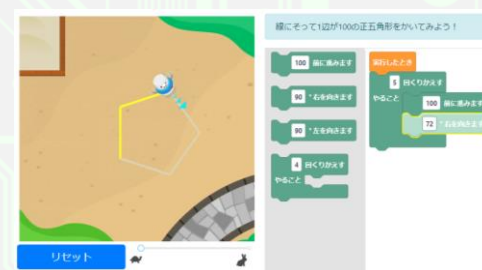 線にそって1辺が100の正五角形をかいてみよう！
100 前に進みます
90 °右を向きます
90 °左を向きます
4 回くりかえす
やること
実行したとき
5 回くりかえす
やること
100 前に進みます
72 °右を向きます
リセット